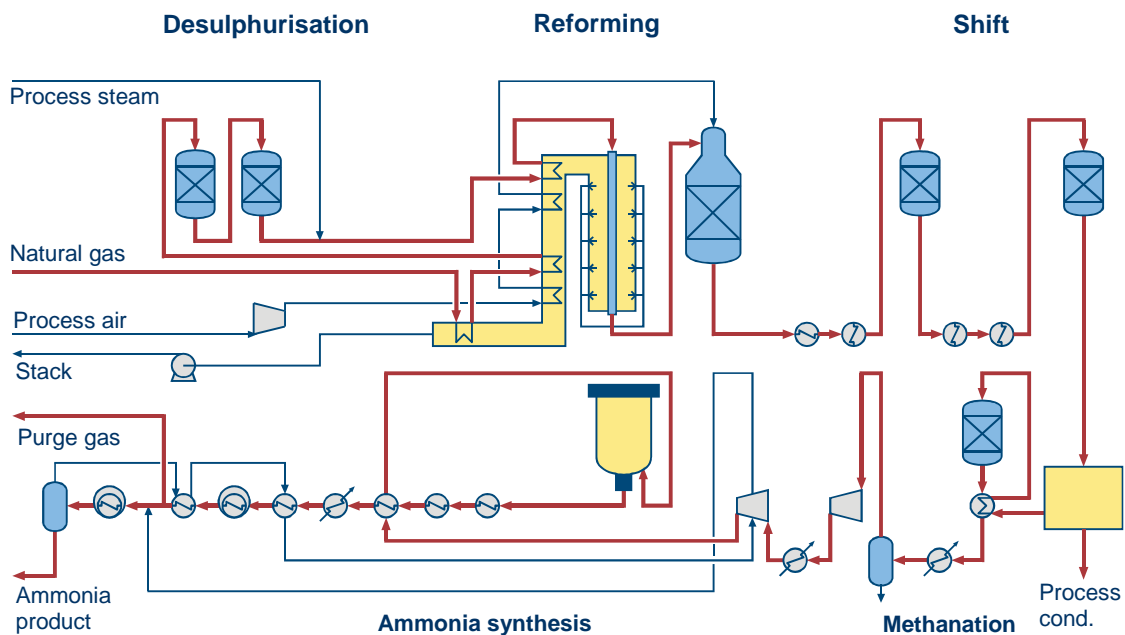 Desulphurisation
Reforming
Shift
Process steam
Natural gas
Process air
Stack
Purge gas
Ammonia
product
Ammonia synthesis
Methanation
Process
cond.